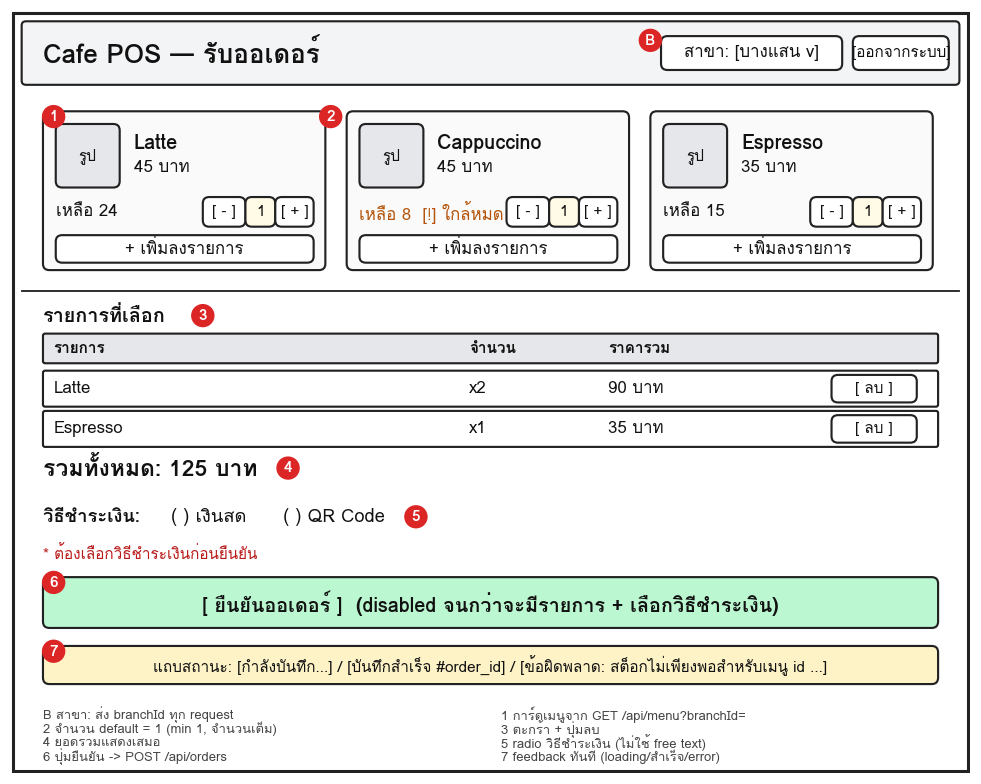 Cafe POS — รับออเดอร์
B
สาขา: [บางแสน v]
[ออกจากระบบ]
1
รูป
Latte
45 บาท
เหลือ 24
[ - ] 1 [ + ]
+ เพิ่มลงรายการ
2
รูป
Cappuccino
45 บาท
เหลือ 8 [!] ใกล้หมด
[ - ] 1 [ + ]
+ เพิ่มลงรายการ
รูป
Espresso
35 บาท
เหลือ 15
[ - ] 1 [ + ]
+ เพิ่มลงรายการ
รายการที่เลือก 3
รายการ จำนวน ราคารวม
Latte x2 90 บาท [ ลบ ]
Espresso x1 35 บาท [ ลบ ]
รวมทั้งหมด: 125 บาท 4
วิธีชำระเงิน: ( ) เงินสด ( ) QR Code 5
* ต้องเลือกวิธีชำระเงินก่อนยืนยัน
6
[ ยืนยันออเดอร์ ] (disabled จนกว่าจะมีรายการ + เลือกวิธีชำระเงิน)
7
แถบสถานะ: [กำลังบันทึก...] / [บันทึกสำเร็จ #order_id] / [ข้อผิดพลาด: สต็อกไม่เพียงพอสำหรับเมนู id ...]
B สาขา: ส่ง branchId ทุก request
2 จำนวน default = 1 (min 1, จำนวนเต็ม)
4 ยอดรวมแสดงเสมอ
6 ปุ่มยืนยัน -> POST /api/orders
1 การ์ดเมนูจาก GET /api/menu?branchId=
3 ตะกร้า + ปุ่มลบ
5 radio วิธีชำระเงิน (ไม่ใช้ free text)
7 feedback ทันที (loading/สำเร็จ/error)